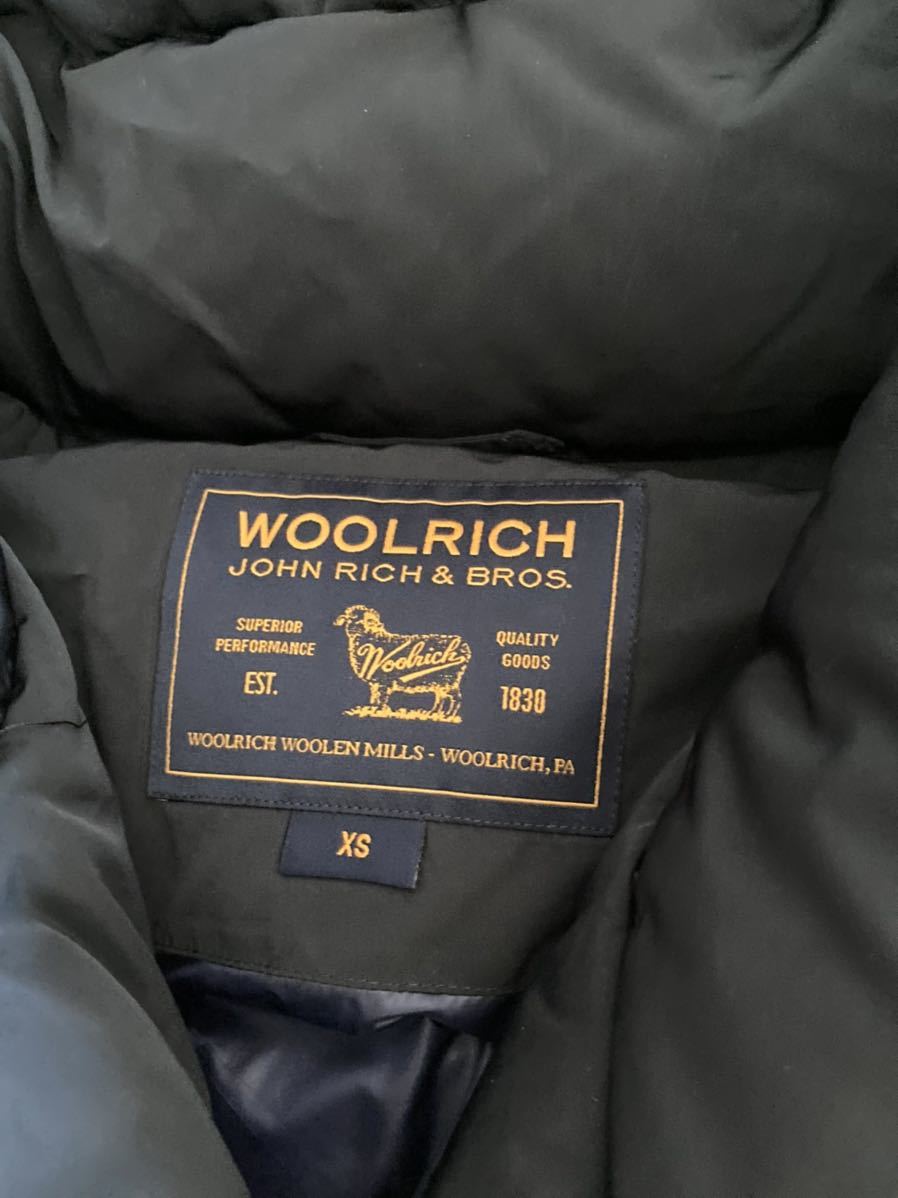 WOOLRICH
JOHN RICH & BROS.
SUPERIOR
PERFORMANCE
EST.
Woolrich
QUALITY
GOODS
1830
WOOLRICH WOOLEN MILLS - WOOLRICH, PA
XS